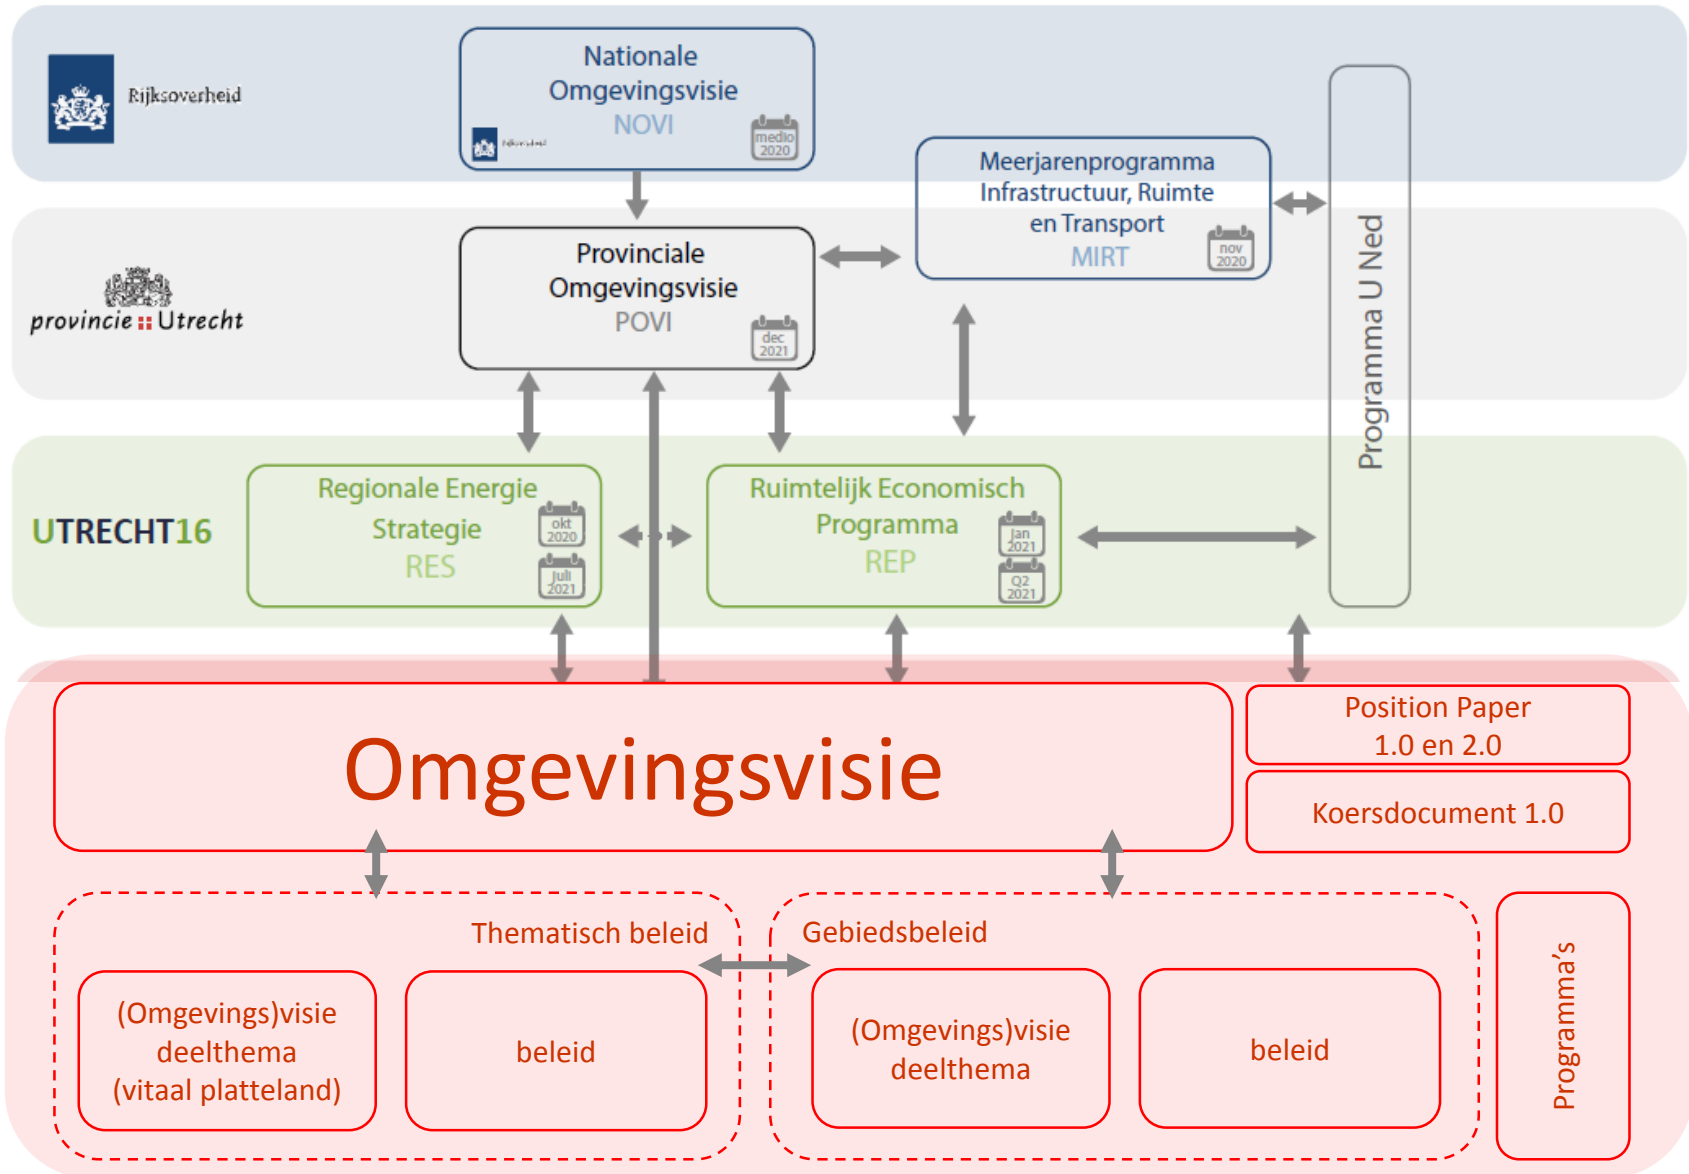 Rijksoverheid
Nationale
Omgevingsvisie
NOVI
Rijksoverheid
medio
2020
Meerjarenprogramma
Infrastructuur, Ruimte
en Transport
MIRT
nov
2020
Programma U Ned
provincie Utrecht
Provinciale
Omgevingsvisie
POVI
dec
2021
UTRECHT16
Regionale Energie
Strategie
RES
okt
2020
Juli
2021
Ruimtelijk Economisch
Programma
REP
Jan
2021
Q2
2021
Omgevingsvisie
Position Paper
1.0 en 2.0
Koersdocument 1.0
Thematisch beleid
(Omgevings)visie
deelthema
(vitaal platteland)
beleid
Gebiedsbeleid
(Omgevings)visie
deelthema
beleid
Programma's